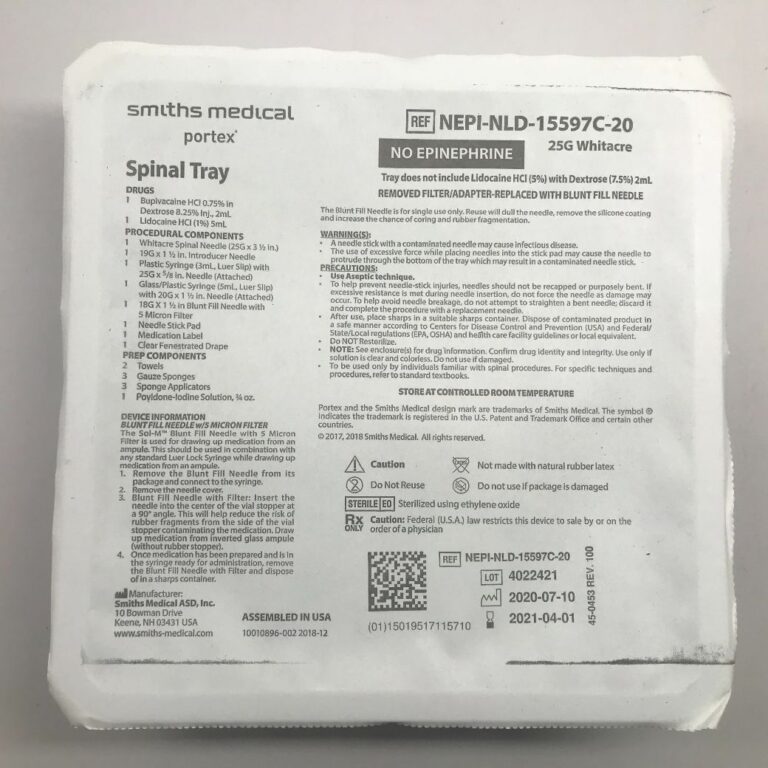 smiths medical
portex®
Spinal Tray
DRUGS
1 Bupivacaine HCl 0.75% in
Dextrose 8.25% Inj., 2mL
1 Lidocaine HCl (1%) 5mL
PROCEDURAL COMPONENTS
1 Whitacre Spinal Needle (25G x 3 ½ in.)
1 19G X 1 ½ in. Introducer Needle
1 Plastic Syringe (3mL, Luer Slip) with
25G x 5/8 in. Needle (Attached)
1 Glass/Plastic Syringe (5mL, Luer Slip)
with 20G x 1 ½ in. Needle (Attached)
1 18G X 1 ½ in Blunt Fill Needle with
5 Micron Filter
1 Needle Stick Pad
1 Medication Label
1 Clear Fenestrated Drape
PREP COMPONENTS
2 Towels
3 Gauze Sponges
3 Sponge Applicators
1 Povidone-Iodine Solution, ¾ oz.
DEVICE INFORMATION
BLUNT FILL NEEDLE w/5 MICRON FILTER
The Sol-M™ Blunt Fill Needle with 5 Micron
Filter is used for drawing up medication from an
ampule. This should be used in combination with
any standard Luer Lock Syringe while drawing up
medication from an ampule.
1. Remove the Blunt Fill Needle from its
package and connect to the syringe.
2. Remove the needle cover.
3. Blunt Fill Needle with Filter: Insert the
needle into the center of the vial stopper at
a 90° angle. This will help reduce the risk of
rubber fragments from the side of the vial
stopper contaminating the medication. Draw
up medication from inverted glass ampule
(without rubber stopper).
4. Once medication has been prepared and is in
the syringe ready for administration, remove
the Blunt Fill Needle with Filter and dispose
of in a sharps container.
Manufacturer:
Smiths Medical ASD, Inc.
10 Bowman Drive
Keene, NH 03431 USA
www.smiths-medical.com
ASSEMBLED IN USA
10010896-002 2018-12
REF NEPI-NLD-15597C-20
NO EPINEPHRINE 25G Whitacre
Tray does not include Lidocaine HCl (5%) with Dextrose (7.5%) 2mL
REMOVED FILTER/ADAPTER-REPLACED WITH BLUNT FILL NEEDLE
The Blunt Fill Needle is for single use only. Reuse will dull the needle, remove the silicone coating
and increase the chance of coring and rubber fragmentation.
WARNING(S):
• A needle stick with a contaminated needle may cause infectious disease.
• The use of excessive force while placing needles into the stick pad may cause the needle to
protrude through the bottom of the tray which may result in a contaminated needle stick.
PRECAUTIONS:
• Use Aseptic technique.
• To help prevent needle-stick injuries, needles should not be recapped or purposely bent. If
excessive resistance is met during needle insertion, do not force the needle as damage may
occur. To help avoid needle breakage, do not attempt to straighten a bent needle; discard it
and complete the procedure with a replacement needle.
• After use, place sharps in a suitable sharps container. Dispose of contaminated product in
a safe manner according to Centers for Disease Control and Prevention (USA) and Federal/
State/Local regulations (EPA, OSHA) and health care facility guidelines or local equivalent.
• Do NOT Resterilize.
• NOTE: See enclosure(s) for drug information. Confirm drug identity and integrity. Use only if
solution is clear and colorless. Do not use if damaged.
• To be used only by individuals familiar with spinal procedures. For specific techniques and
procedures, refer to standard textbooks.
STORE AT CONTROLLED ROOM TEMPERATURE
Portex and the Smiths Medical design mark are trademarks of Smiths Medical. The symbol ®
indicates the trademark is registered in the U.S. Patent and Trademark Office and certain other
countries.
© 2017, 2018 Smiths Medical. All rights reserved.
Caution Not made with natural rubber latex
Do Not Reuse Do not use if package is damaged
STERILE EO Sterilized using ethylene oxide
Rx ONLY Caution: Federal (U.S.A.) law restricts this device to sale by or on the
order of a physician
REF NEPI-NLD-15597C-20
LOT 4022421
2020-07-10
2021-04-01
(01)15019517115710
45-0453 REV. 100